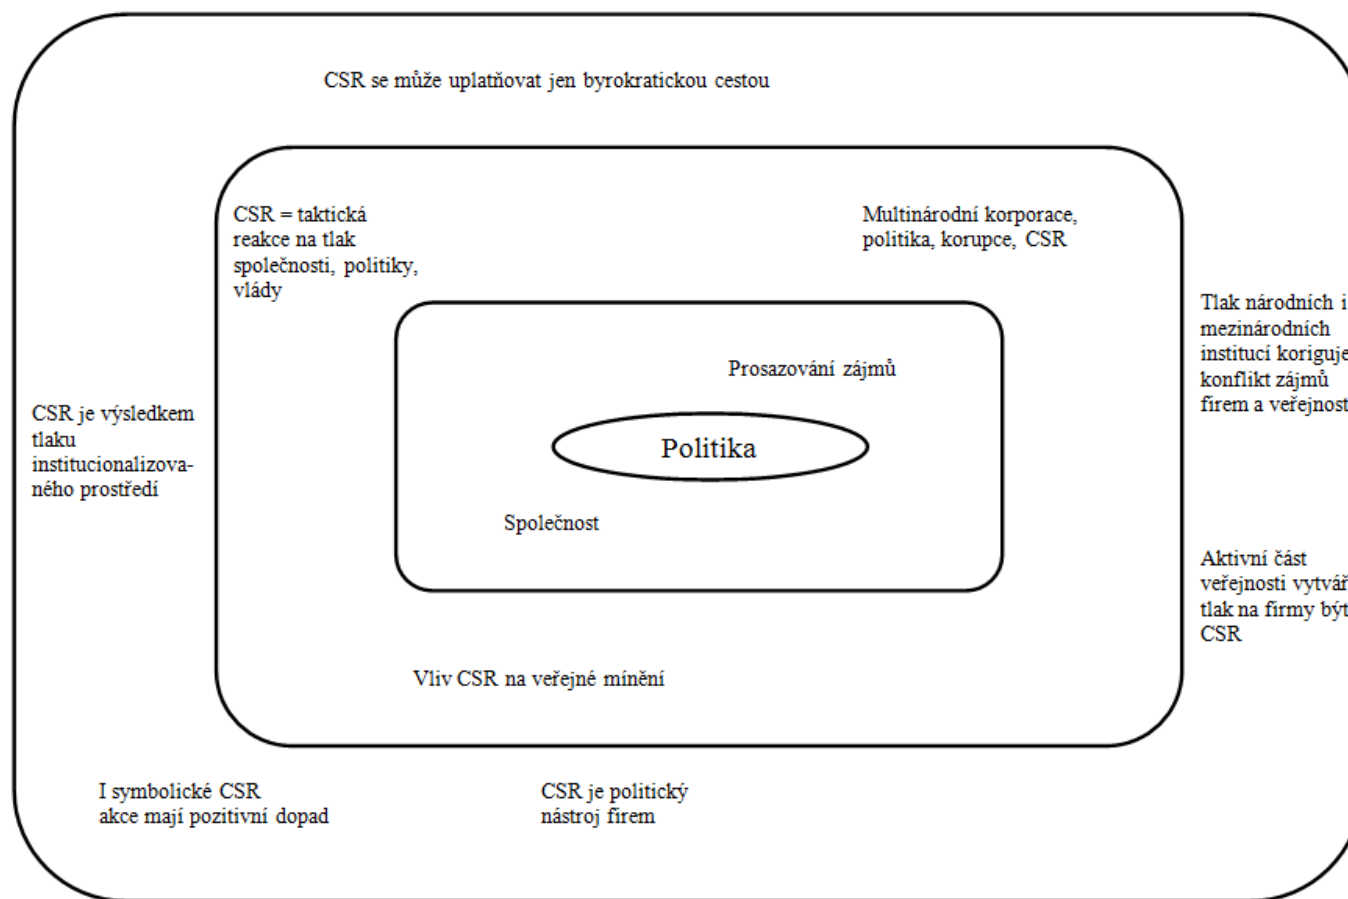 CSR se může uplatňovat jen byrokratickou cestou
CSR = taktická
reakce na tlak
společnosti, politiky,
vlády
Multinárodní korporace,
politika, korupce, CSR
Tlak národních i
mezinárodních
institucí koriguje
konflikt zájmů
firem a veřejnost
Prosazování zájmů
CSR je výsledkem
tlaku
institucionalizova-
ného prostředí
Politika
Společnost
Aktivní část
veřejnosti vytvář
tlak na firmy být
CSR
Vliv CSR na veřejné mínění
I symbolické CSR
akce mají pozitivní dopad
CSR je politický
nástroj firem